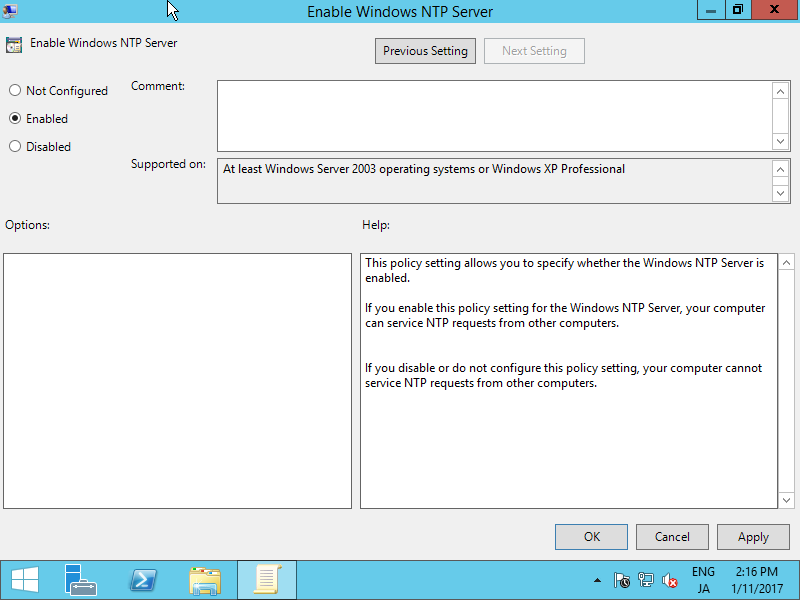 Enable Windows NTP Server
Enable Windows NTP Server
Previous Setting
Next Setting
Not Configured
Enabled
Disabled
Comment:
Supported on:
At least Windows Server 2003 operating systems or Windows XP Professional
Options:
Help:
This policy setting allows you to specify whether the Windows NTP Server is
enabled.
If you enable this policy setting for the Windows NTP Server, your computer
can service NTP requests from other computers.
If you disable or do not configure this policy setting, your computer cannot
service NTP requests from other computers.
OK
Cancel
Apply
ENG
JA
2:16 PM
1/11/2017